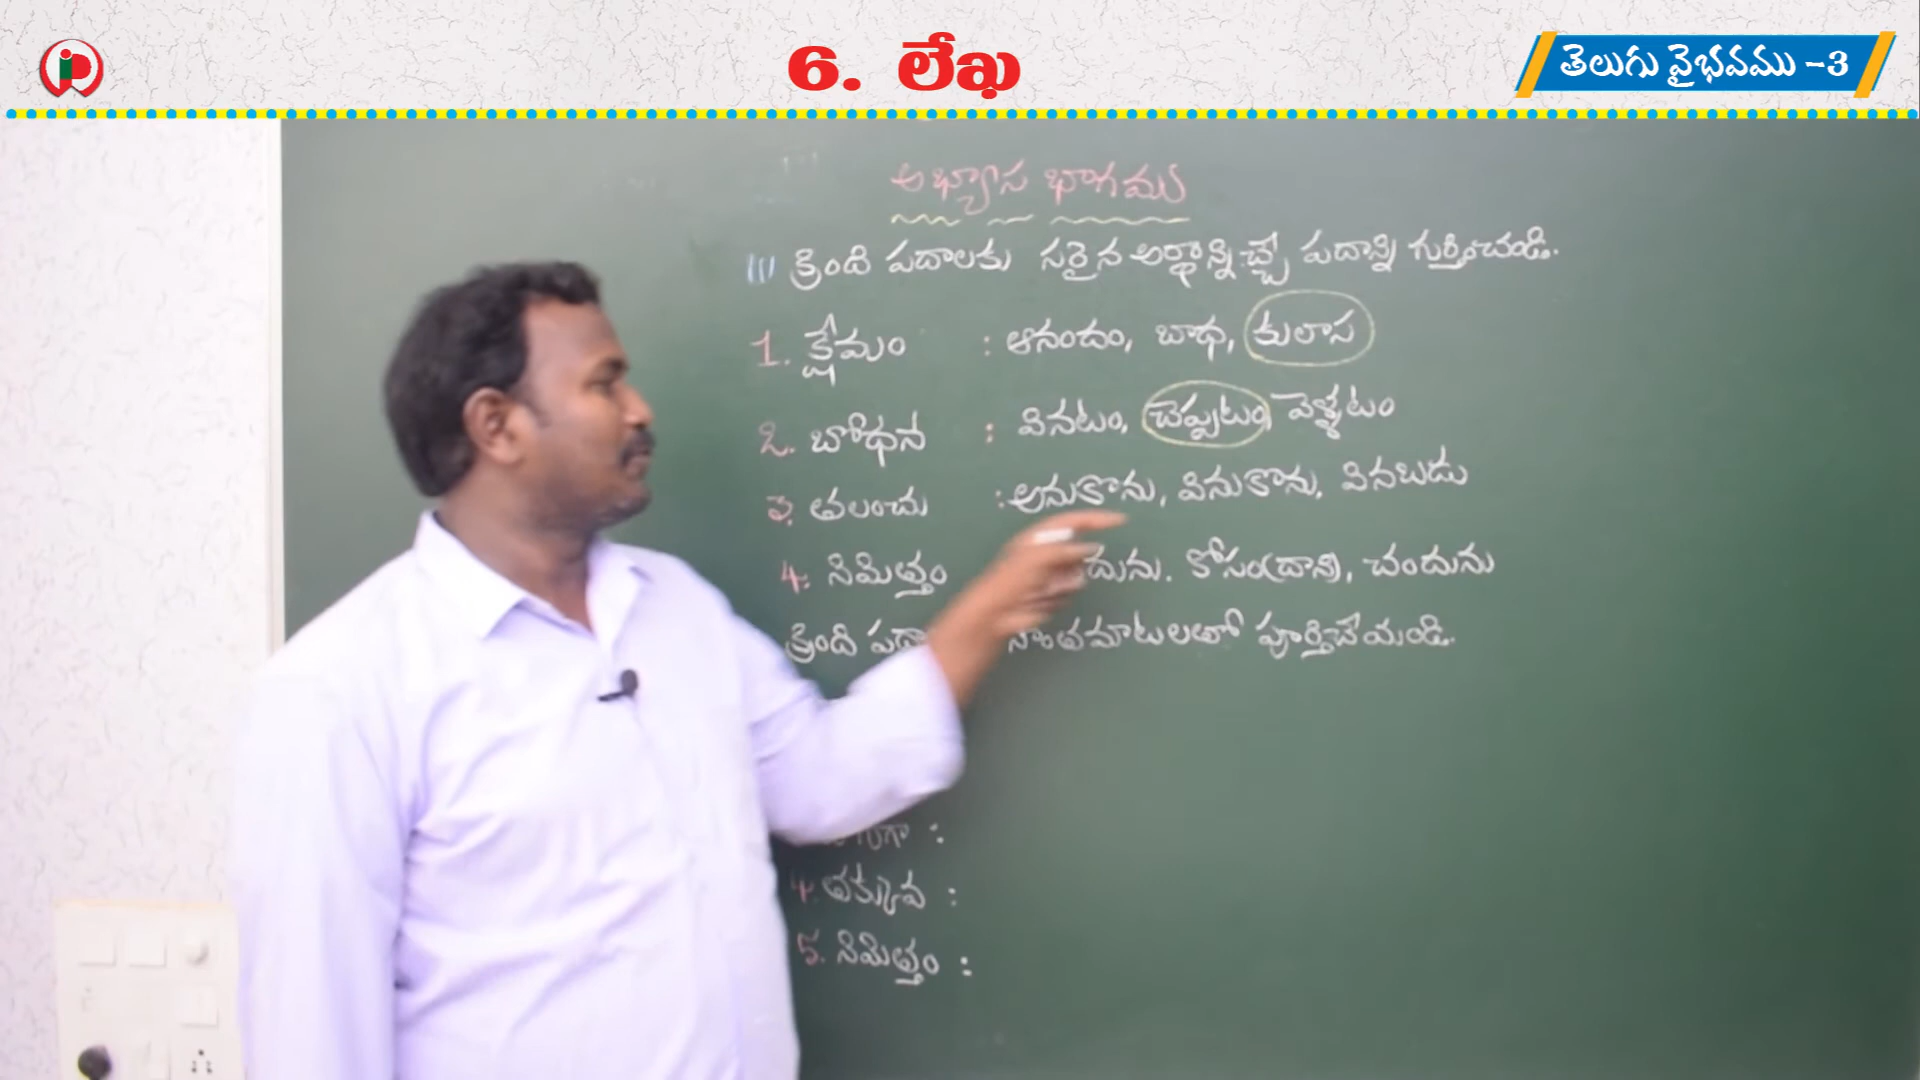 6. లేఖ
తెలుగు వైభవము -3
అభ్యాస భాగము
III క్రింది పదాలకు సరైన అర్థాన్నిచ్చే పదాన్ని గుర్తించండి.
1. క్షేమం : ఆనందం, బాధ, కులాస
2. బోధన : వినటం, చెప్పటం, వెళ్ళటం
3. తలంచు : అనుకొను, వినుకొను, వినబడు
4. నిమిత్తం కోసం(దాని), చందును
క్రింది సొంతమాటలతో పూర్తిచేయండి.
4. తక్కువ :
5. నిమిత్తం :